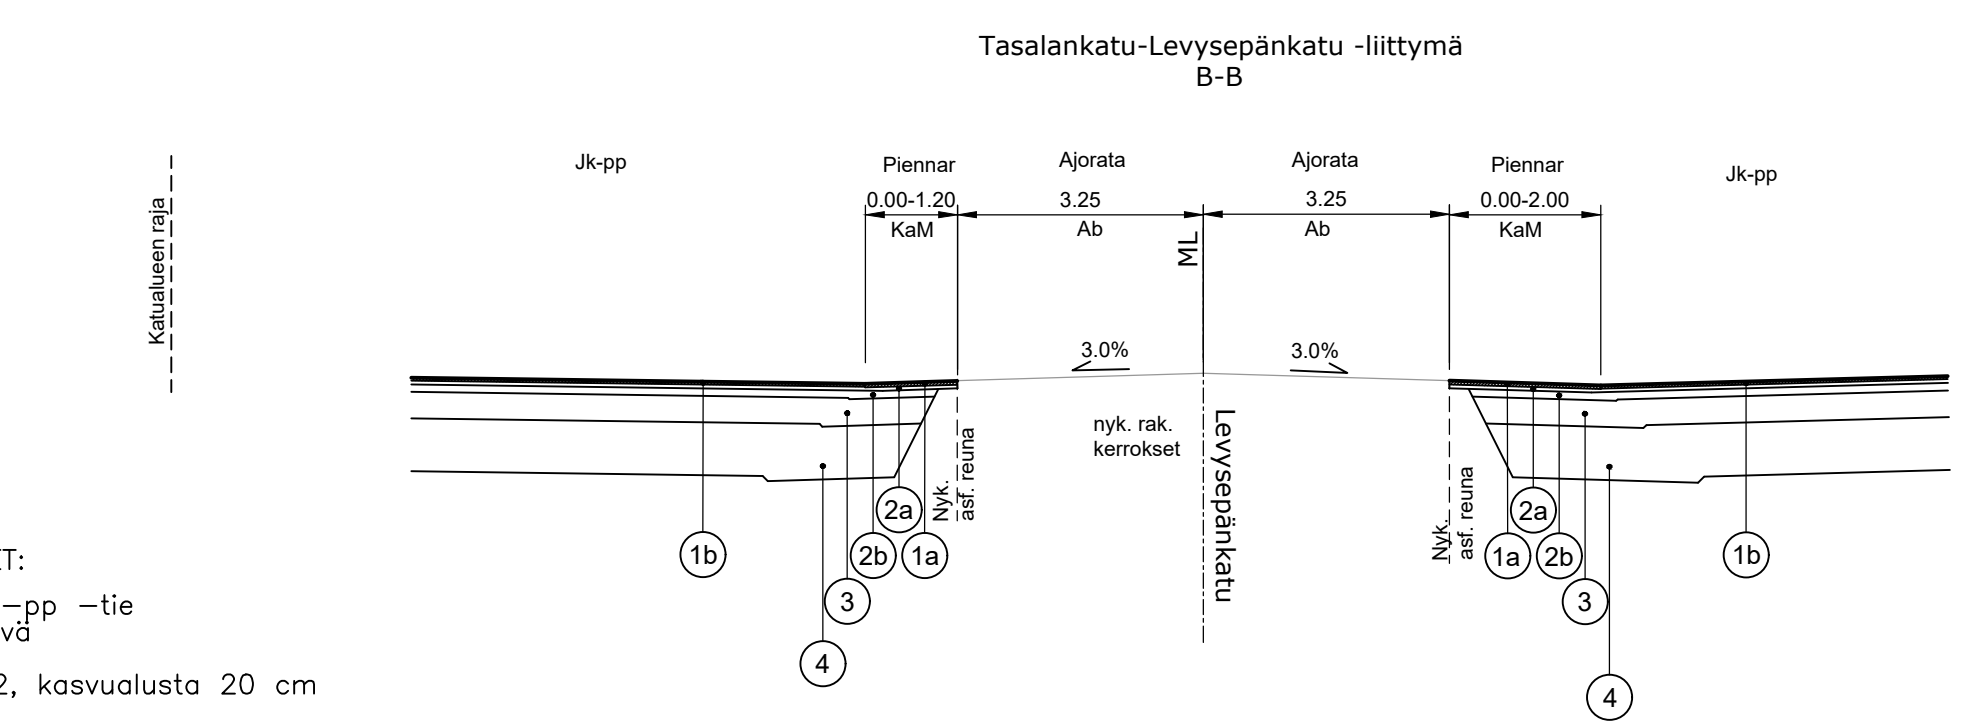 Tasalankatu-Levysepänkatu -liittymä
B-B
Katualueen raja
Jk-pp
Piennar
0.00-1.20
KaM
Ajorata
3.25
Ab
ML
Ajorata
3.25
Ab
Piennar
0.00-2.00
KaM
Jk-pp
3.0%
3.0%
nyk. rak.
kerrokset
Levysepänkatu
Nyk.
asf. reuna
Nyk.
asf. reuna
1b
4
3
2b
2a
1a
1a
2a
2b
3
4
1b
T:
-pp -tie
vä
2, kasvualusta 20 cm